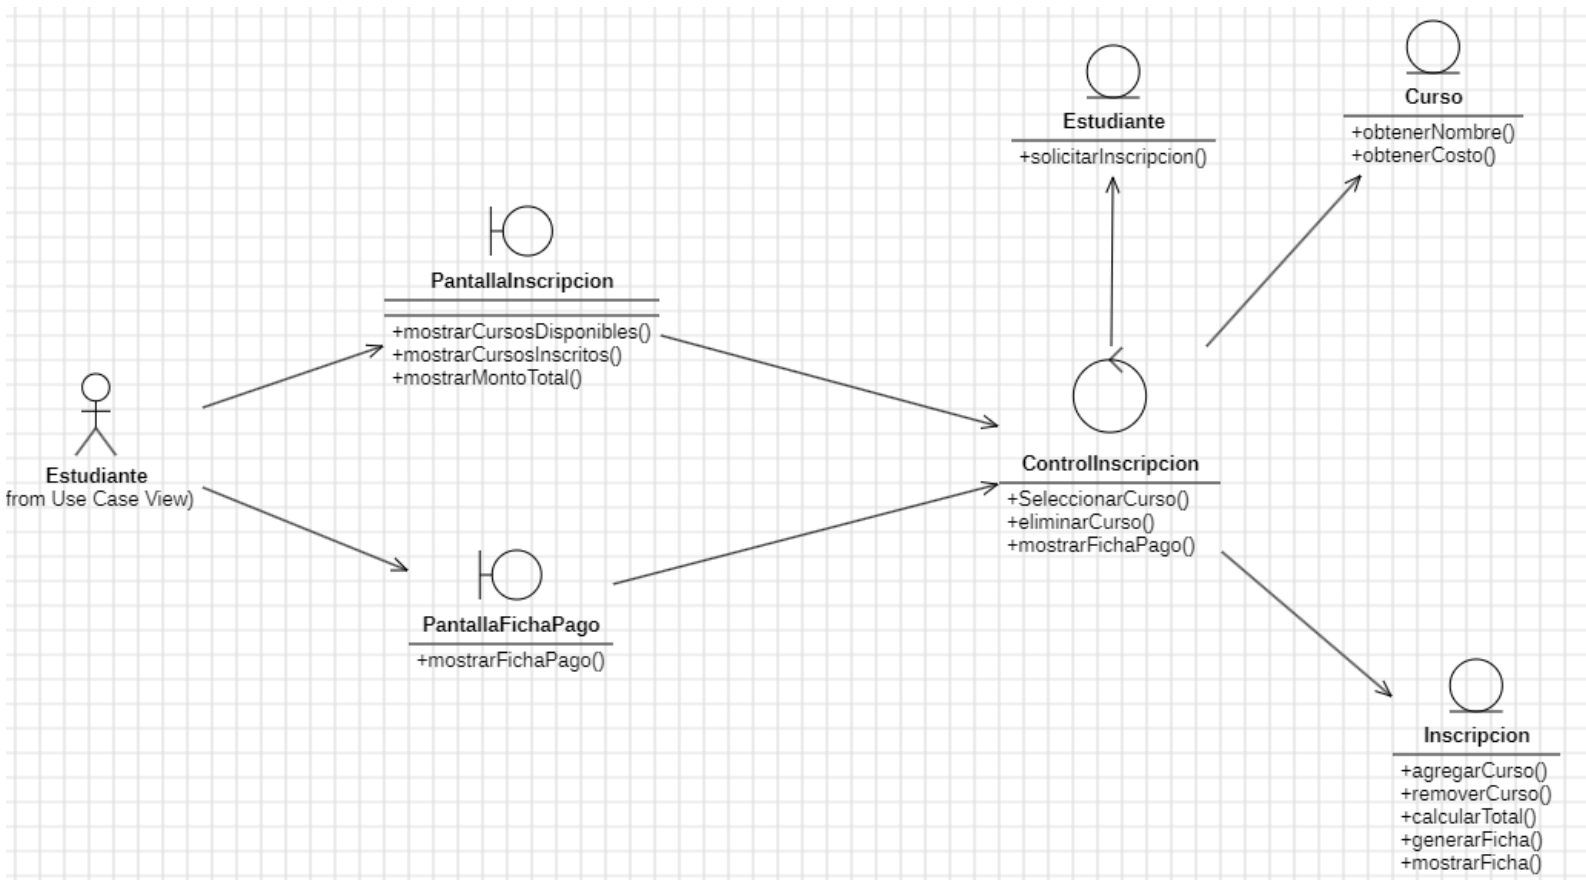 Estudiante
+solicitarInscripcion()
Curso
+obtenerNombre()
+obtenerCosto()
PantallaInscripcion
+mostrarCursosDisponibles()
+mostrarCursosInscritos()
+mostrarMontoTotal()
Estudiante
from Use Case View)
PantallaFichaPago
+mostrarFichaPago()
ControlInscripcion
+SeleccionarCurso()
+eliminarCurso()
+mostrarFichaPago()
Inscripcion
+agregarCurso()
+removerCurso()
+calcularTotal()
+generarFicha()
+mostrarFicha()